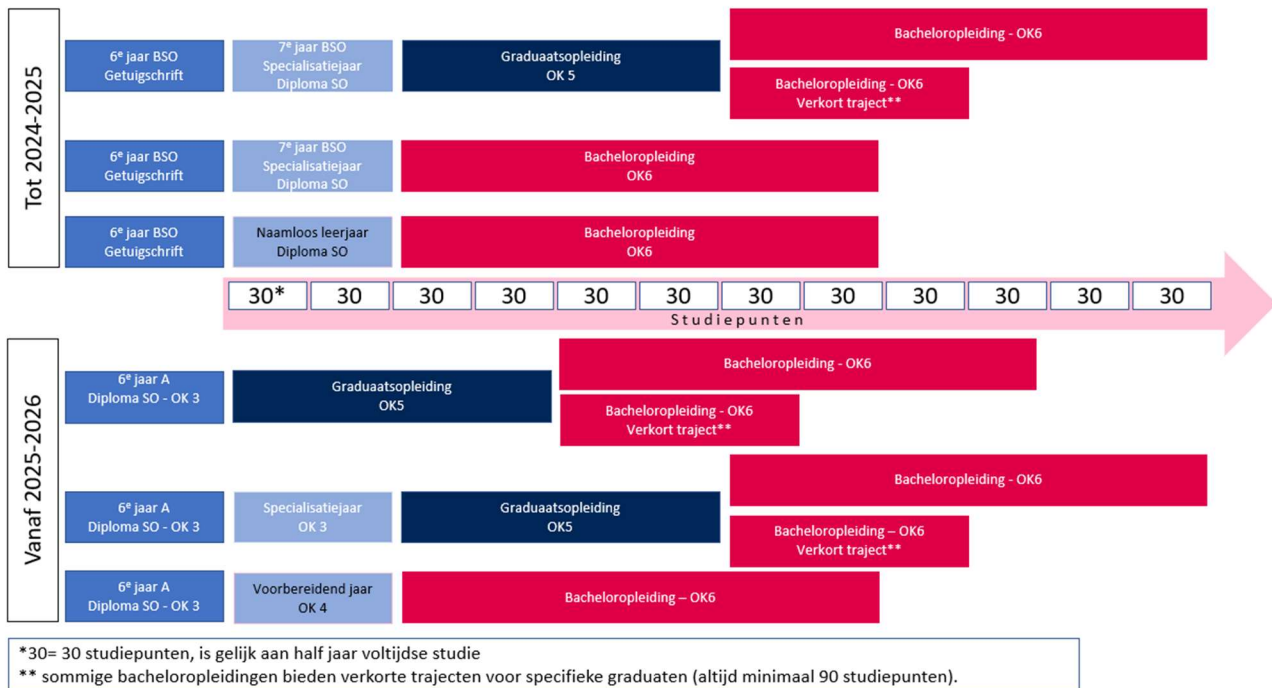 Tot 2024-2025
6e jaar BSO
Getuigschrift
7e jaar BSO
Specialisatiejaar
Diploma SO
Graduaatsopleiding
OK 5
Bacheloropleiding - OK6
Bacheloropleiding - OK6
Verkort traject**
6e jaar BSO
Getuigschrift
7e jaar BSO
Specialisatiejaar
Diploma SO
Bacheloropleiding
OK6
6e jaar BSO
Getuigschrift
Naamloos leerjaar
Diploma SO
Bacheloropleiding
OK6
30* 30 30 30 30 30 30 30 30 30 30 30
Studiepunten
Vanaf 2025-2026
6e jaar A
Diploma SO - OK 3
Graduaatsopleiding
OK5
Bacheloropleiding - OK6
Bacheloropleiding - OK6
Verkort traject**
6e jaar A
Diploma SO - OK 3
Specialisatiejaar
OK 3
Graduaatsopleiding
OK5
Bacheloropleiding - OK6
Bacheloropleiding – OK6
Verkort traject**
6e jaar A
Diploma SO - OK 3
Voorbereidend jaar
OK 4
Bacheloropleiding – OK6
*30= 30 studiepunten, is gelijk aan half jaar voltijdse studie
** sommige bacheloropleidingen bieden verkorte trajecten voor specifieke graduaten (altijd minimaal 90 studiepunten).